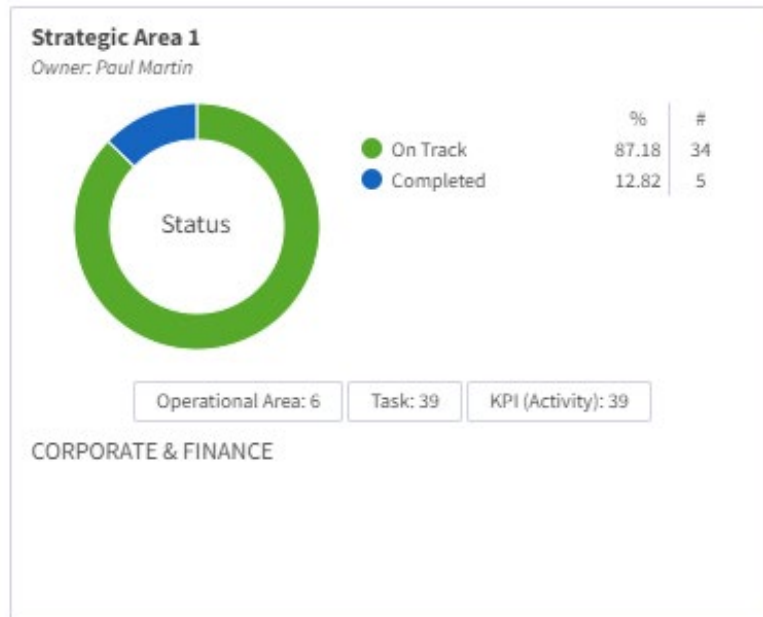 Strategic Area 1
Owner: Paul Martin
% #
On Track 87.18 34
Completed 12.82 5
Status
Operational Area: 6 Task: 39 KPI (Activity): 39
CORPORATE & FINANCE